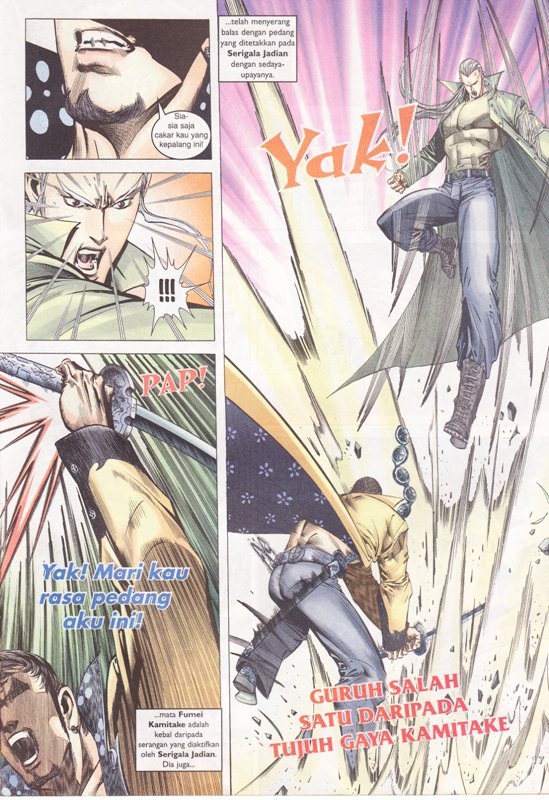 Sia-
sia saja
cakar kau yang
kepalang ini!
!!!
PAP!
Yak! Mari kau
rasa pedang
aku ini!
...mata Fumei
Kamitake adalah
kebal daripada
serangan yang diaktifkan
oleh Serigala Jadian.
Dia juga...
...telah menyerang
balas dengan pedang
yang ditetakkan pada
Serigala Jadian
dengan sedaya-
upayanya.
Yak!
GURUH SALAH
SATU DARIPADA
TUJUH GAYA KAMITAKE
17